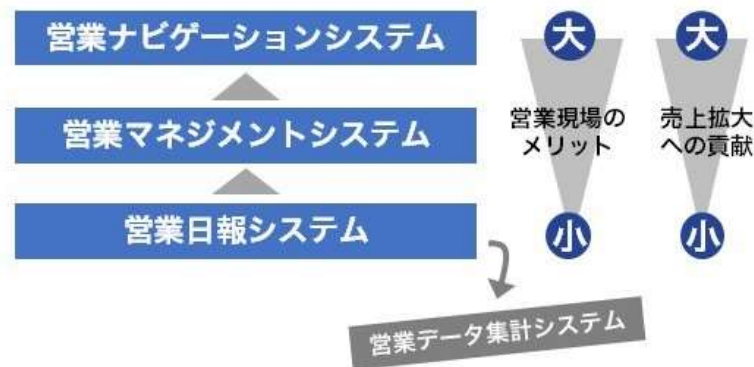 営業ナビゲーションシステム
営業マネジメントシステム
営業日報システム
営業データ集計システム
大
営業現場の
メリット
小
大
売上拡大
への貢献
小